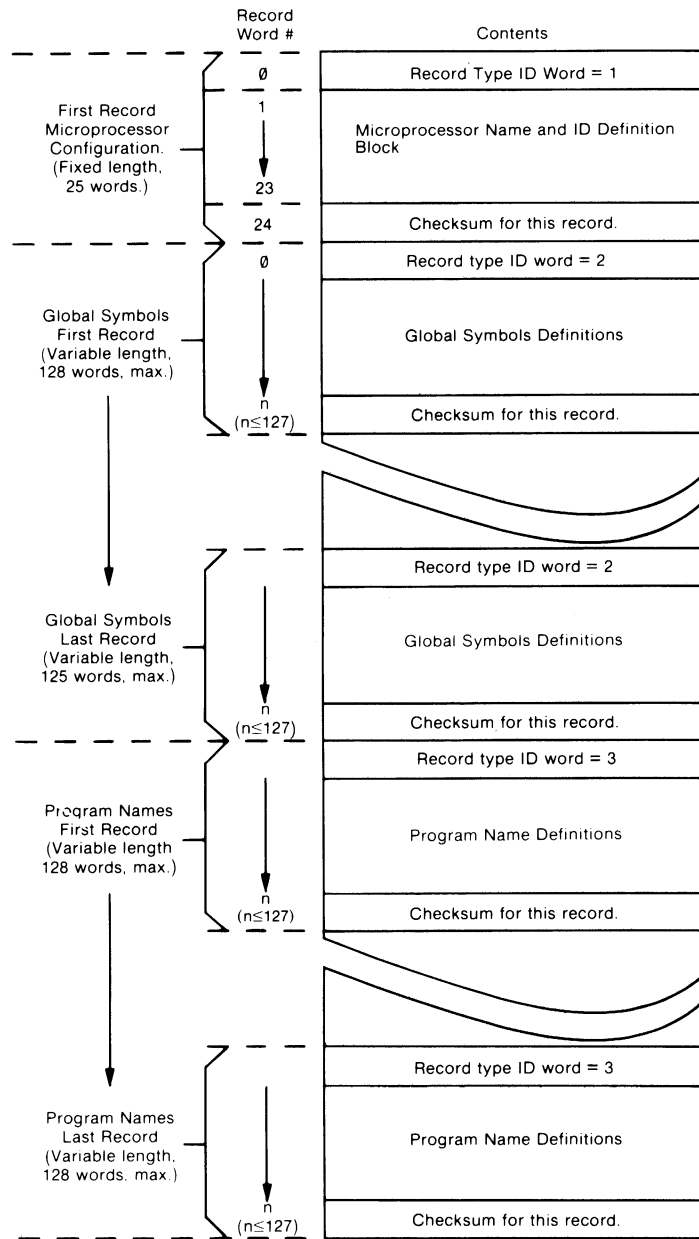 Record
Word #
Contents
Ø
Record Type ID Word = 1
First Record
Microprocessor
Configuration.
(Fixed length,
25 words.)
1
23
Microprocessor Name and ID Definition
Block
24
Checksum for this record.
Ø
Record type ID word = 2
Global Symbols
First Record
(Variable length,
128 words, max.)
Global Symbols Definitions
n
(n≤127)
Checksum for this record.
Record type ID word = 2
Global Symbols
Last Record
(Variable length,
125 words, max.)
Global Symbols Definitions
n
(n≤127)
Checksum for this record.
Record type ID word = 3
Program Names
First Record
(Variable length
128 words, max.)
Program Name Definitions
n
(n≤127)
Checksum for this record.
Record type ID word = 3
Program Names
Last Record
(Variable length,
128 words. max.)
Program Name Definitions
n
(n≤127)
Checksum for this record.